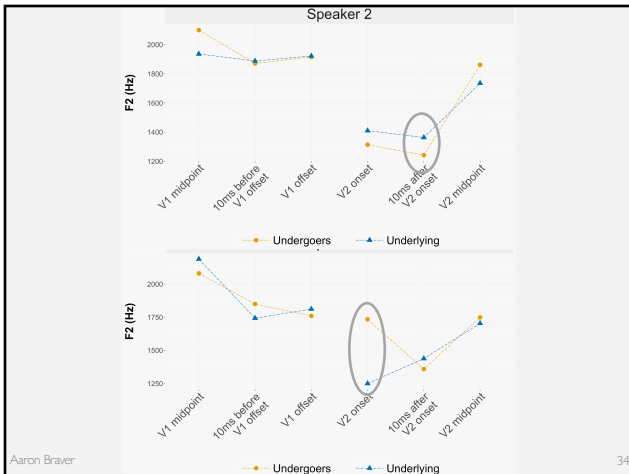 Speaker 2
F2 (Hz)
2000
1800
1600
1400
1200
V1 midpoint
10ms before
V1 offset
V1 offset
V2 onset
10ms after
V2 onset
V2 midpoint
Undergoers
Underlying
F2 (Hz)
2000
1750
1500
1250
V1 midpoint
10ms before
V1 offset
V1 offset
V2 onset
10ms after
V2 onset
V2 midpoint
Undergoers
Underlying
Aaron Braver
34